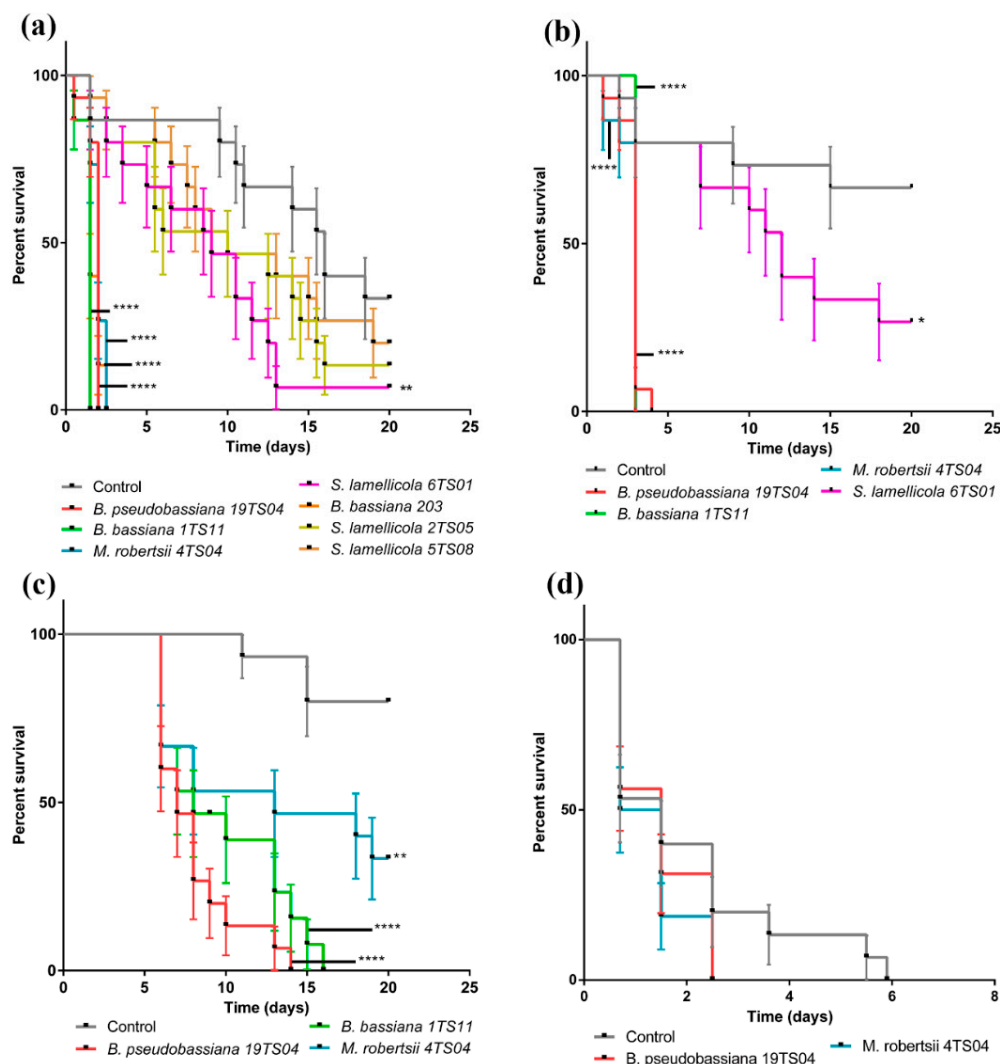 (a)
Percent survival
100
50
0
0 5 10 15 20 25
Time (days)
****
****
****
****
**
Control
B. pseudobassiana 19TS04
B. bassiana 1TS11
M. robertsii 4TS04
S. lamellicola 6TS01
B. bassiana 203
S. lamellicola 2TS05
S. lamellicola 5TS08
(b)
Percent survival
100
50
0
0 5 10 15 20 25
Time (days)
****
****
****
*
Control
B. pseudobassiana 19TS04
B. bassiana 1TS11
M. robertsii 4TS04
S. lamellicola 6TS01
(c)
Percent survival
100
50
0
0 5 10 15 20 25
Time (days)
**
****
****
Control
B. pseudobassiana 19TS04
B. bassiana 1TS11
M. robertsii 4TS04
(d)
Percent survival
100
50
0
0 2 4 6 8
Time (days)
Control
B. pseudobassiana 19TS04
M. robertsii 4TS04